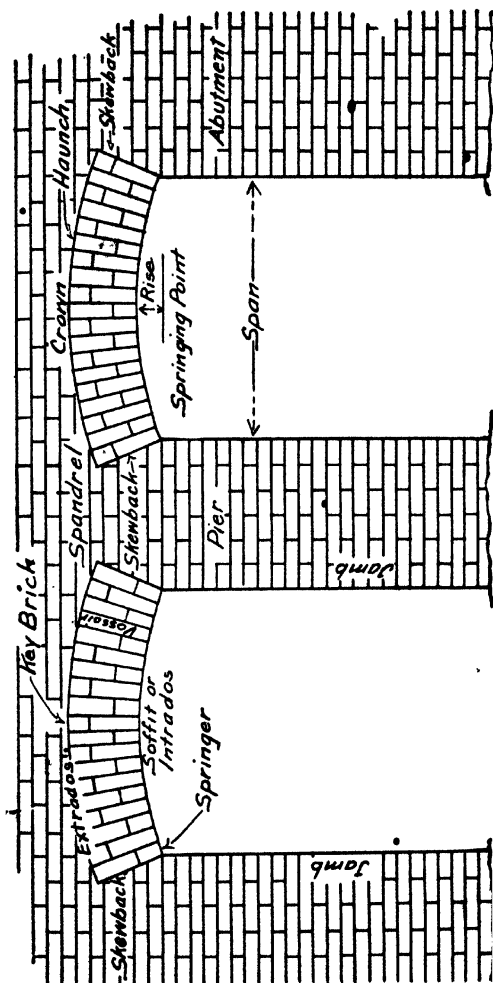 Key Brick
Crown
Haunch
Skewback
Spandrel
Extrados
Vossair
Skewback
Skewback
Soffit or
Intrados
Rise
Springing Point
Springer
Pier
Abutment
Span
Jamb
Jamb